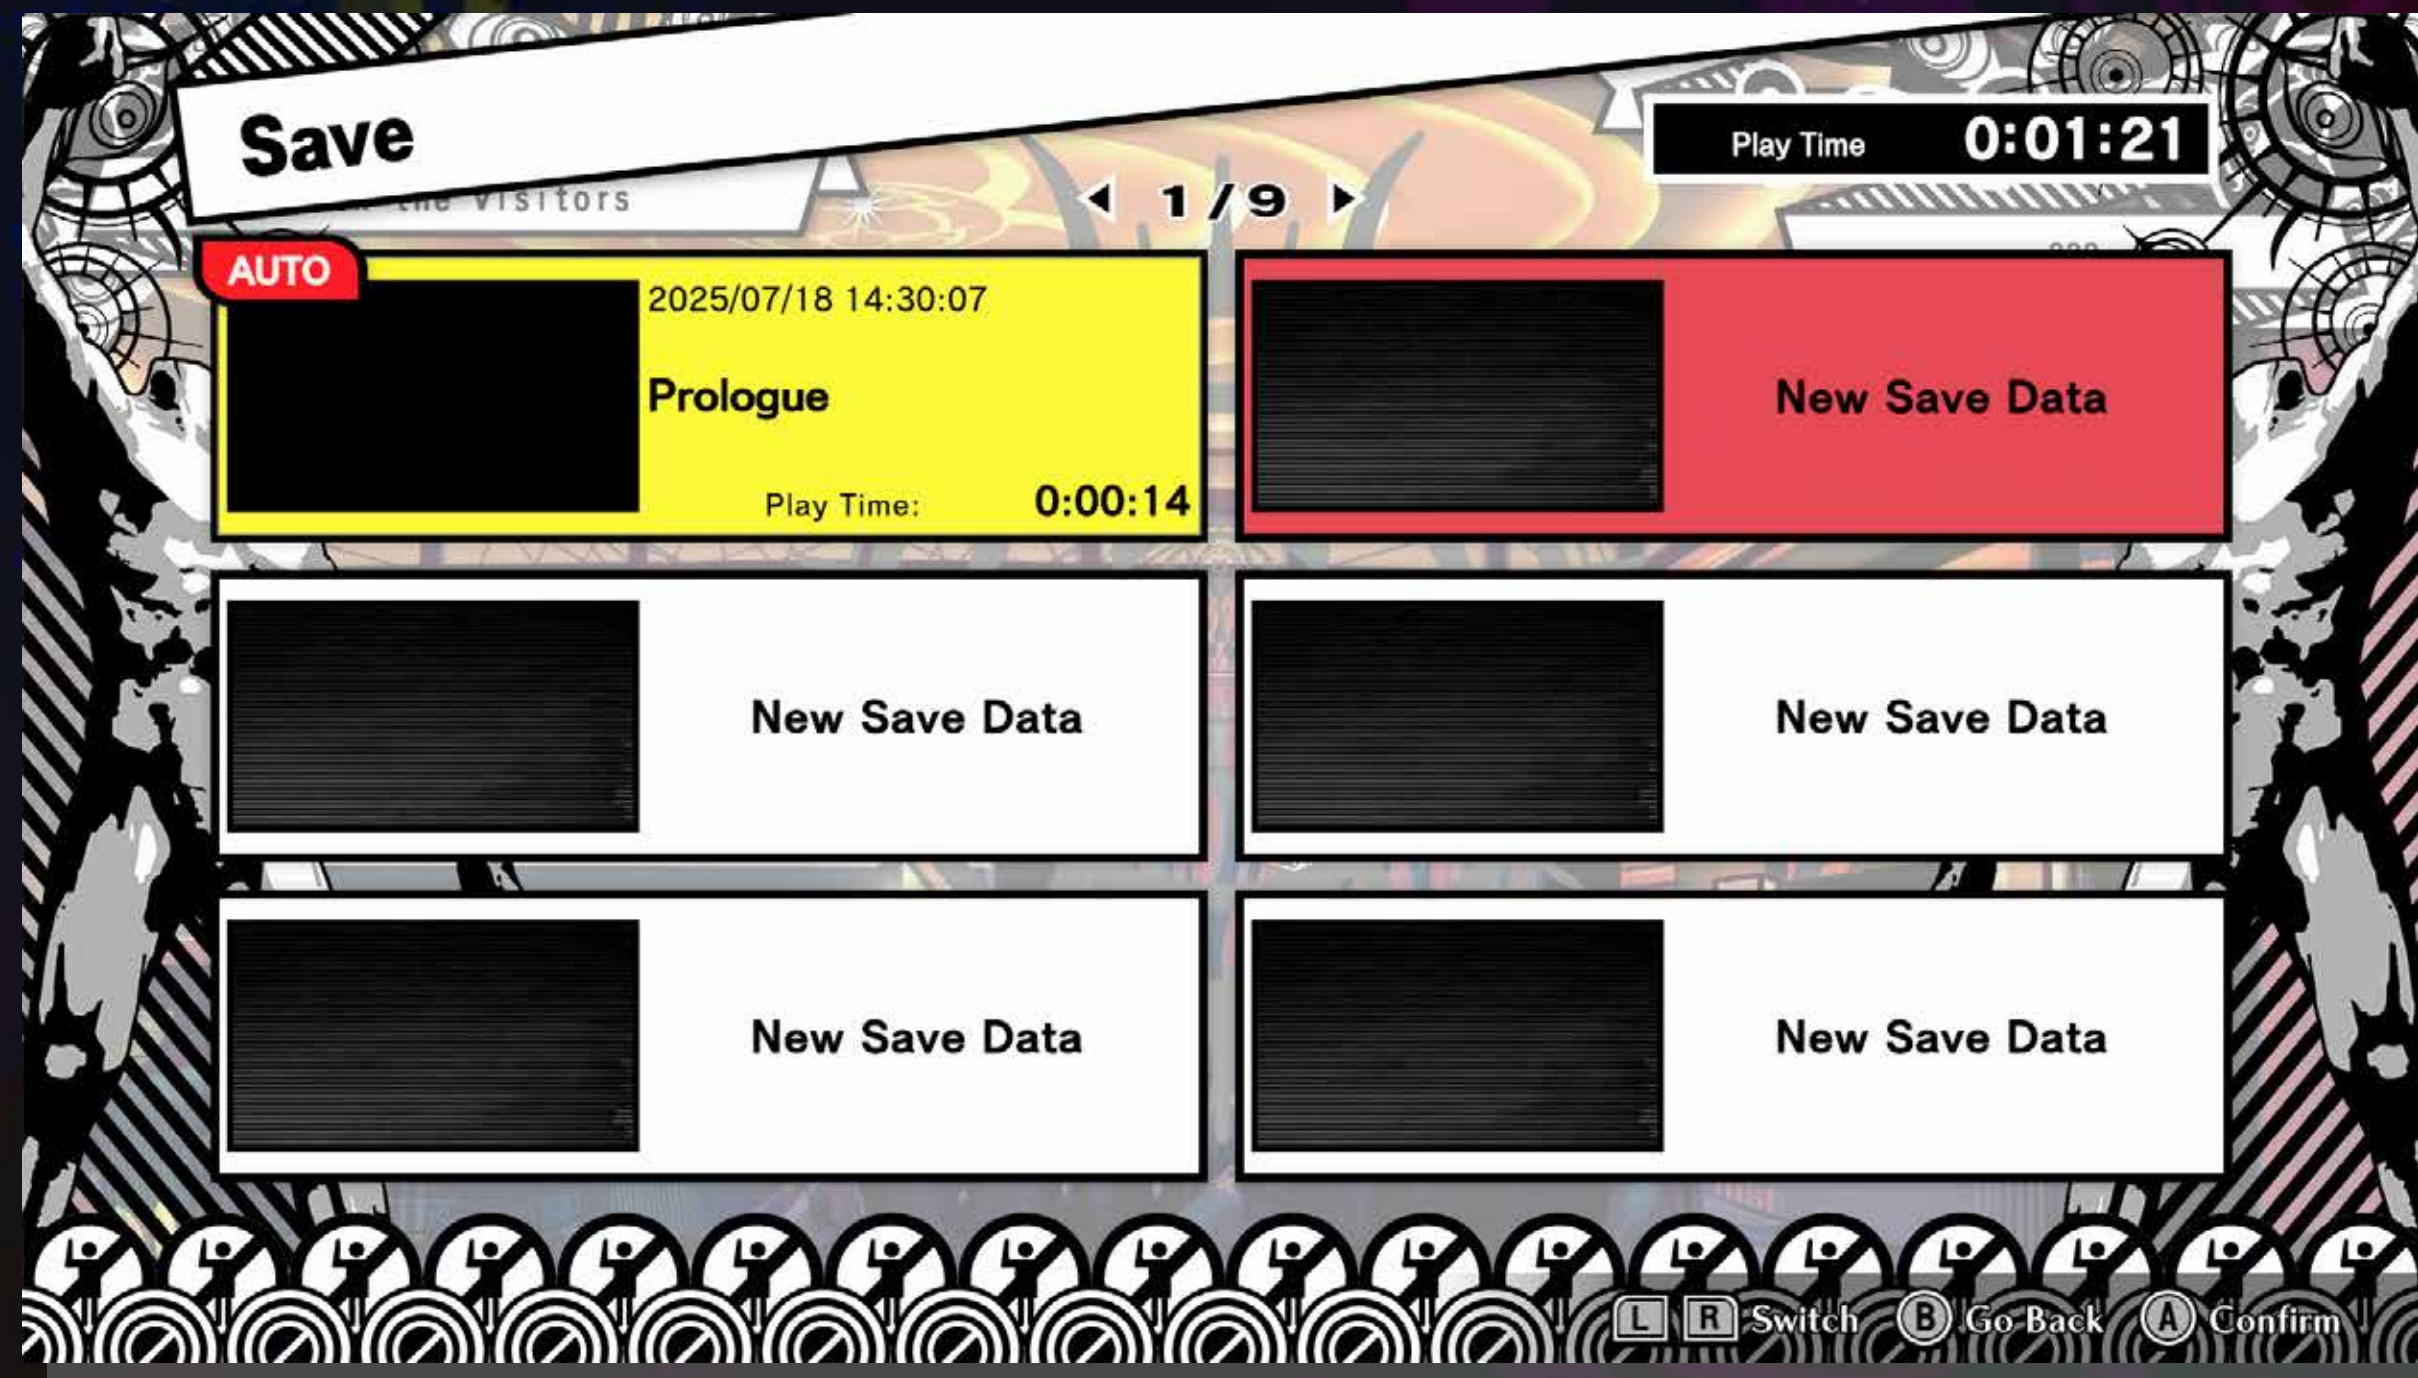 Save
Play Time 0:01:21
the Visitors
◀ 1/9 ▶
AUTO
2025/07/18 14:30:07
Prologue
Play Time: 0:00:14
New Save Data
New Save Data
New Save Data
New Save Data
New Save Data
L R Switch B Go Back A Confirm